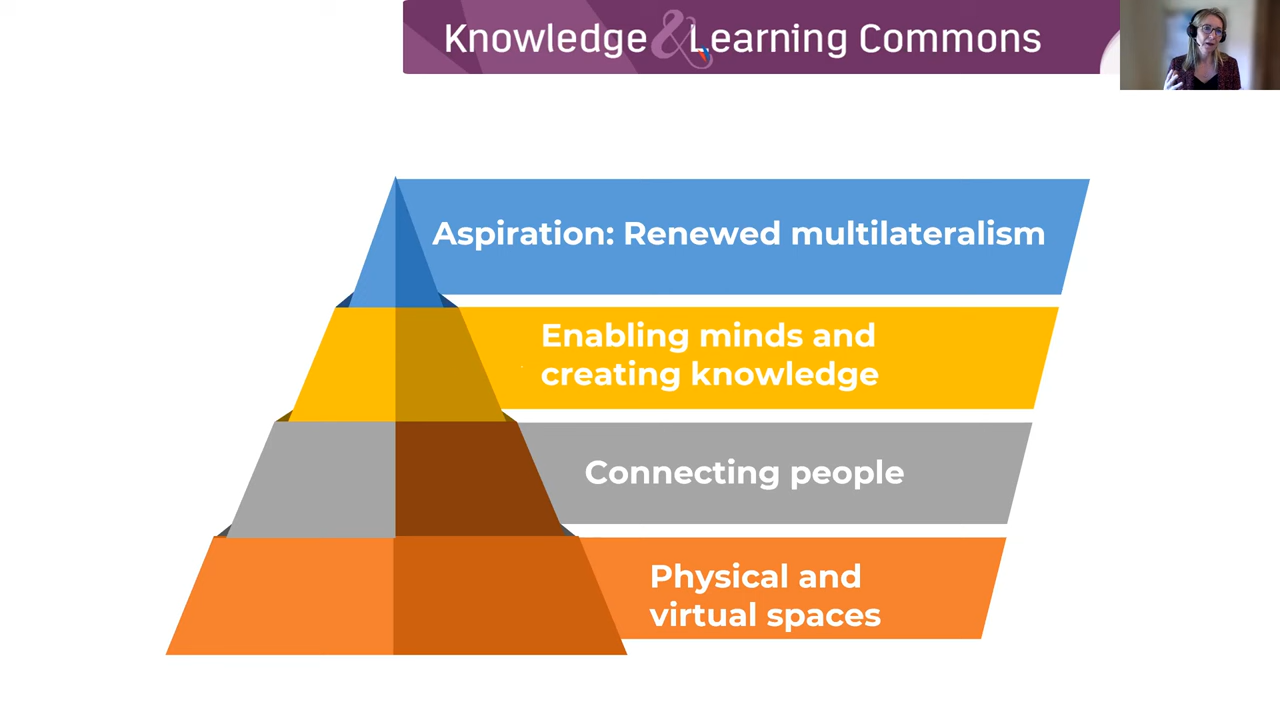 Knowledge & Learning Commons
Aspiration: Renewed multilateralism
Enabling minds and
creating knowledge
Connecting people
Physical and
virtual spaces